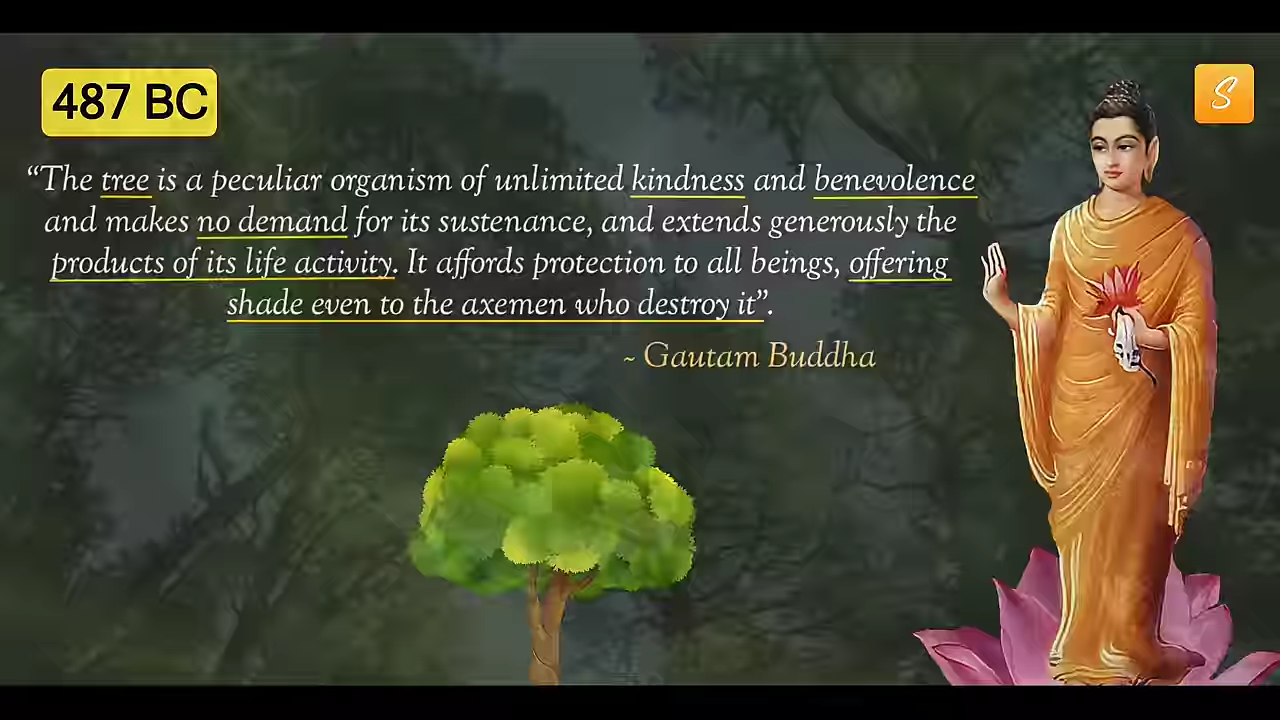 487 BC
S
“The tree is a peculiar organism of unlimited kindness and benevolence
and makes no demand for its sustenance, and extends generously the
products of its life activity. It affords protection to all beings, offering
shade even to the axemen who destroy it”.
~ Gautam Buddha